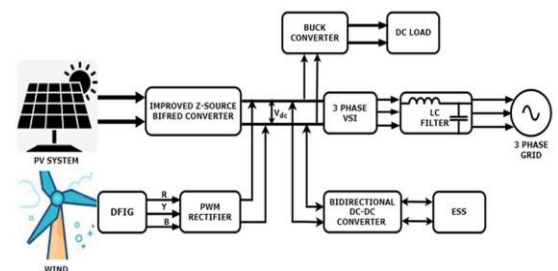 BUCK
CONVERTER
DC LOAD
IMPROVED Z-SOURCE
BIFRED CONVERTER
Vdc
3 PHASE
VSI
LC
FILTER
3 PHASE
GRID
PV SYSTEM
DFIG
R
Y
B
PWM
RECTIFIER
BIDIRECTIONAL
DC-DC
CONVERTER
ESS
WIND